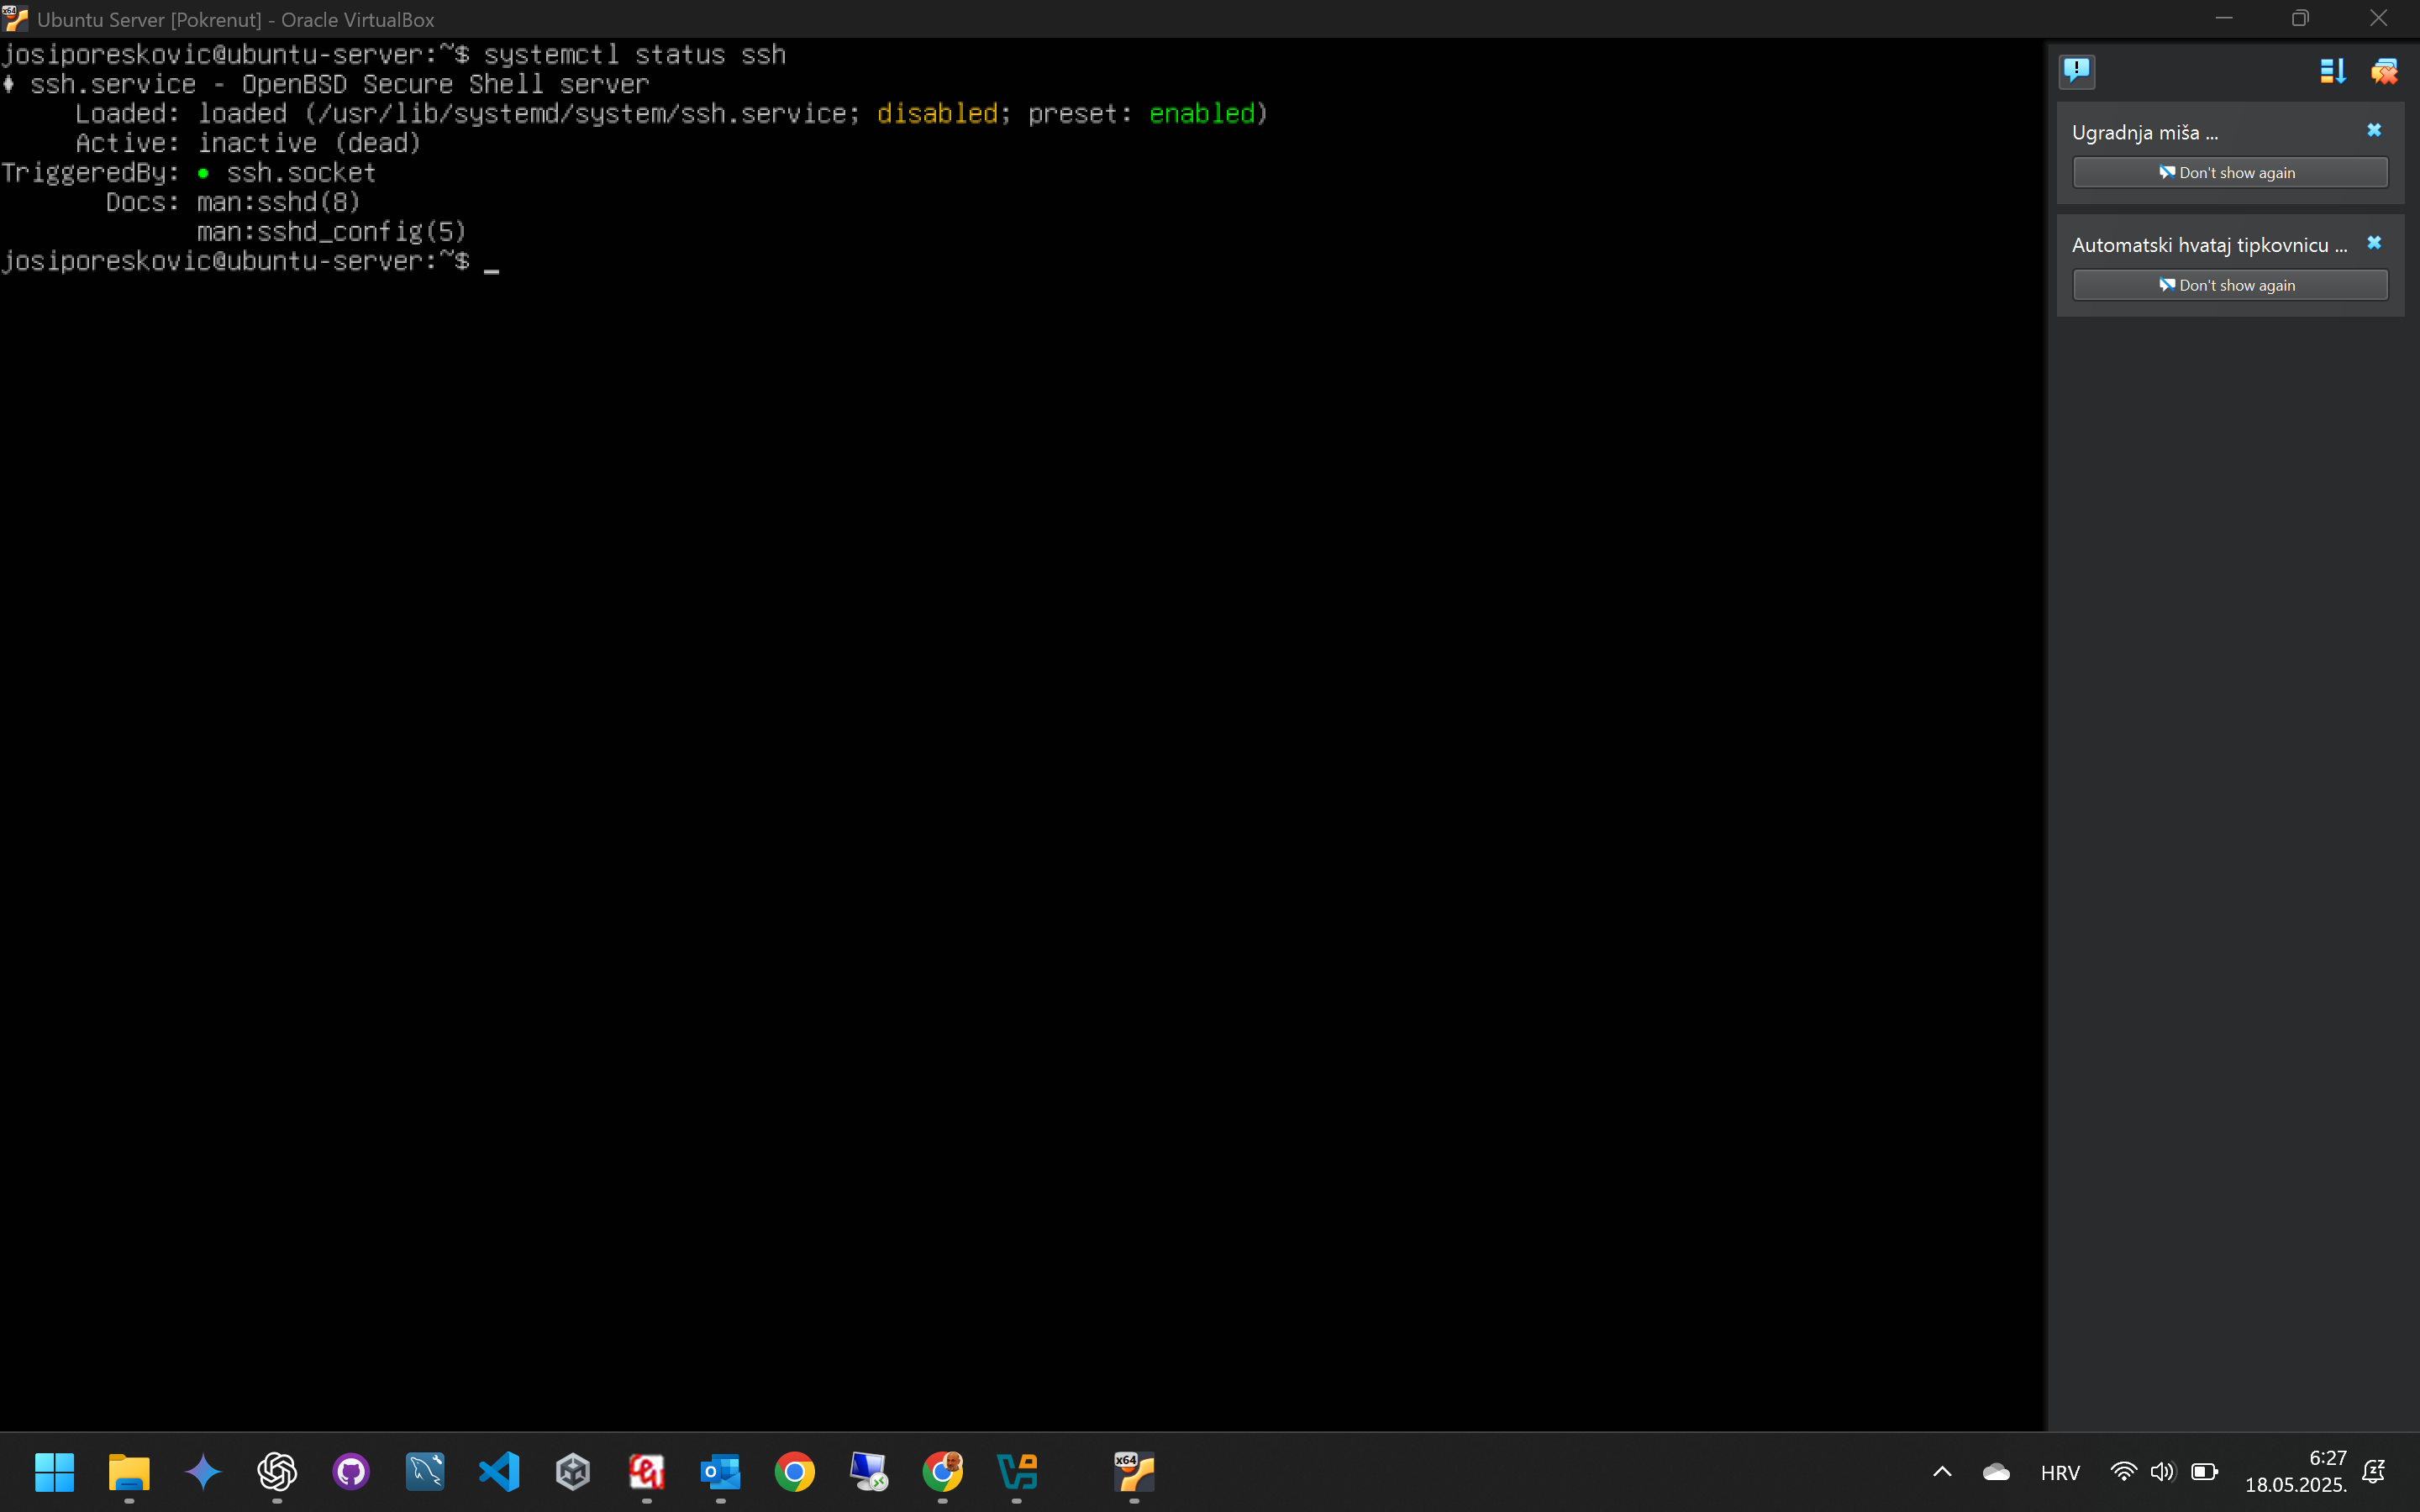 Ubuntu Server [Pokrenut] - Oracle VirtualBox
josiporeskovic@ubuntu-server:~$ systemctl status ssh
ssh.service - OpenBSD Secure Shell server
Loaded: loaded (/usr/lib/systemd/system/ssh.service; disabled; preset: enabled)
Active: inactive (dead)
TriggeredBy: ● ssh.socket
Docs: man:sshd(8)
man:sshd_config(5)
josiporeskovic@ubuntu-server:~$ _
Ugradnja miša ...
Don't show again
Automatski hvataj tipkovnicu ...
Don't show again
x64
x64
HRV
6:27
18.05.2025.